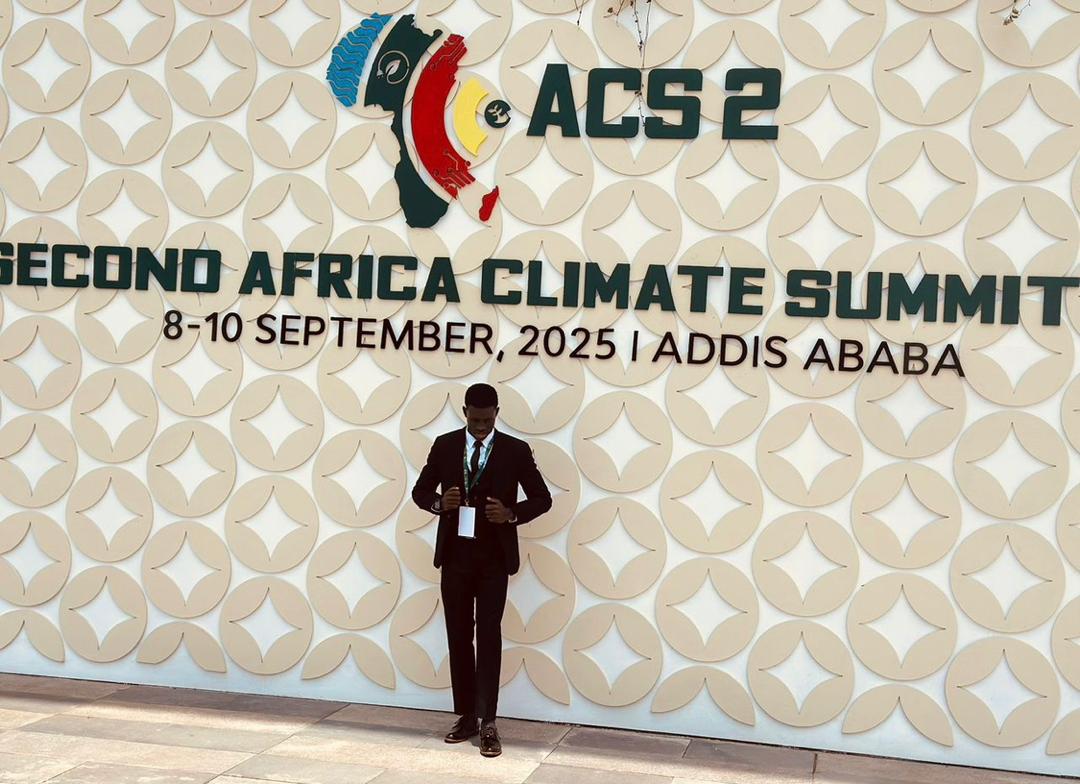 ACS 2
SECOND AFRICA CLIMATE SUMMIT
8-10 SEPTEMBER, 2025 | ADDIS ABABA